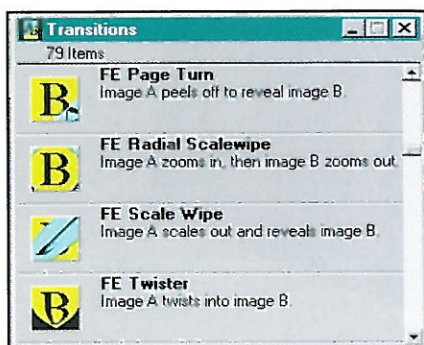 Transitions
79 Items
FE Page Turn
Image A peels off to reveal image B.
B
FE Radial Scalewipe
Image A zooms in, then image B zooms out.
B
FE Scale Wipe
Image A scales out and reveals image B.
FE Twister
Image A twists into image B.
B